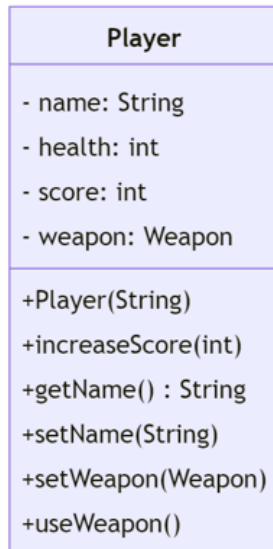 Player
- name: String
- health: int
- score: int
- weapon: Weapon
+Player(String)
+increaseScore(int)
+getName() : String
+setName(String)
+setWeapon(Weapon)
+useWeapon()